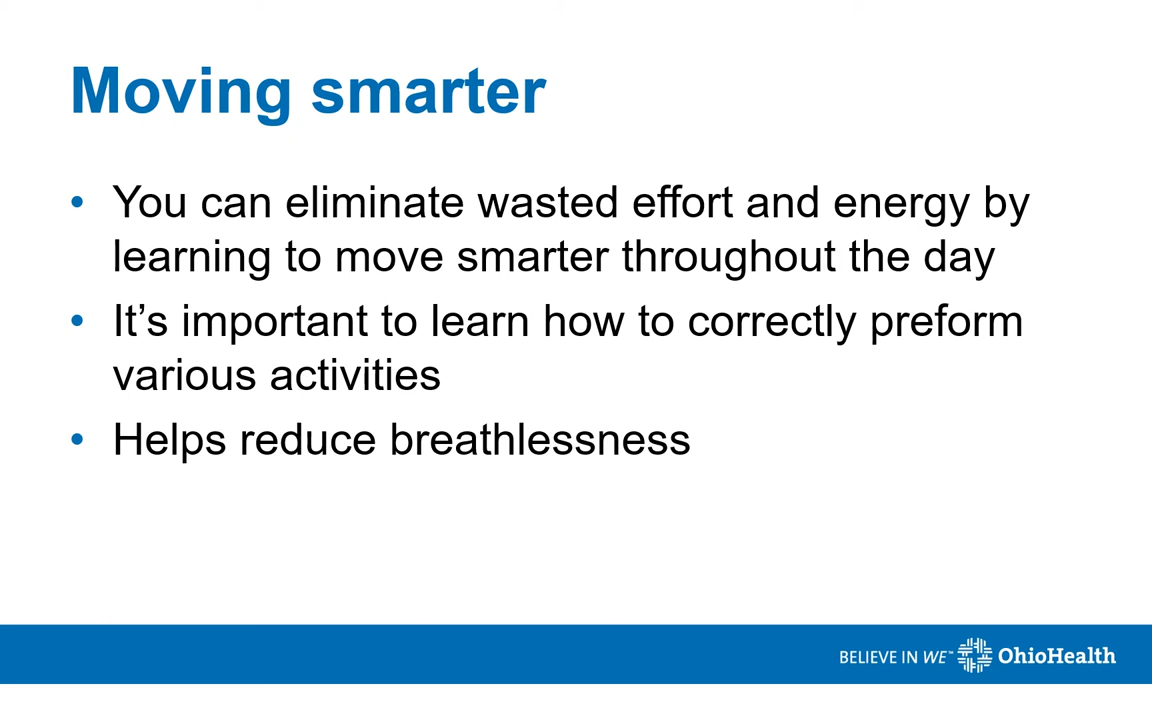 Moving smarter
• You can eliminate wasted effort and energy by
learning to move smarter throughout the day
• It’s important to learn how to correctly preform
various activities
• Helps reduce breathlessness
BELIEVE IN WE™ OhioHealth